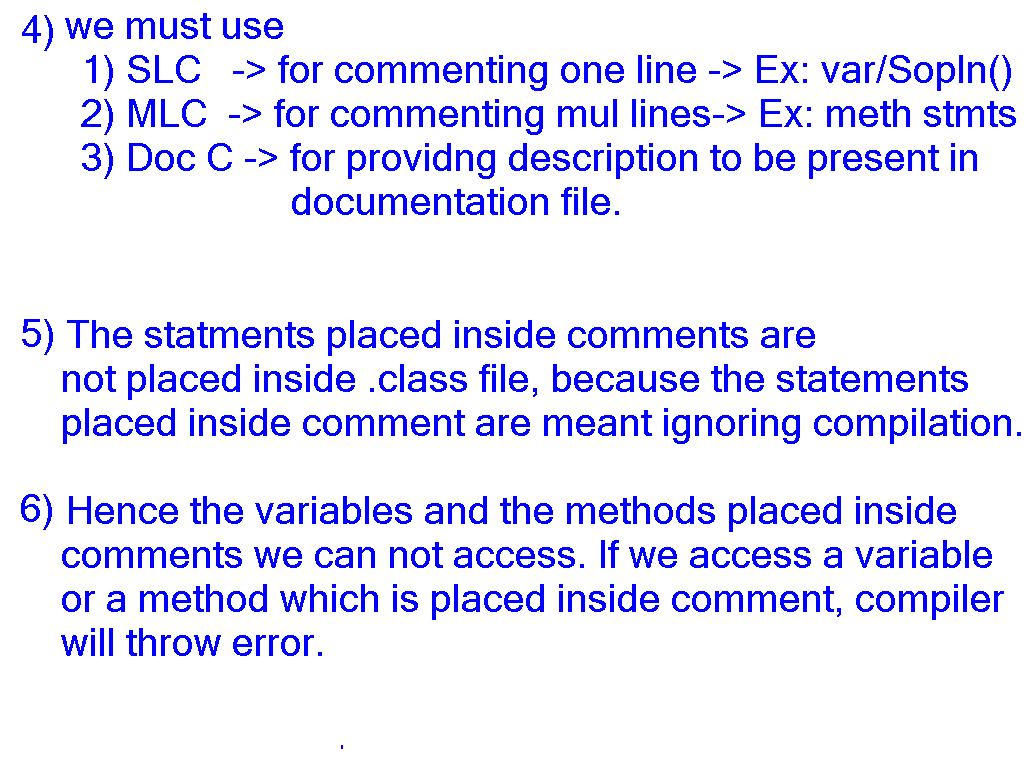 4) we must use
1) SLC -> for commenting one line -> Ex: var/Sopln()
2) MLC -> for commenting mul lines-> Ex: meth stmts
3) Doc C -> for providng description to be present in
documentation file.
5) The statments placed inside comments are
not placed inside .class file, because the statements
placed inside comment are meant ignoring compilation.
6) Hence the variables and the methods placed inside
comments we can not access. If we access a variable
or a method which is placed inside comment, compiler
will throw error.